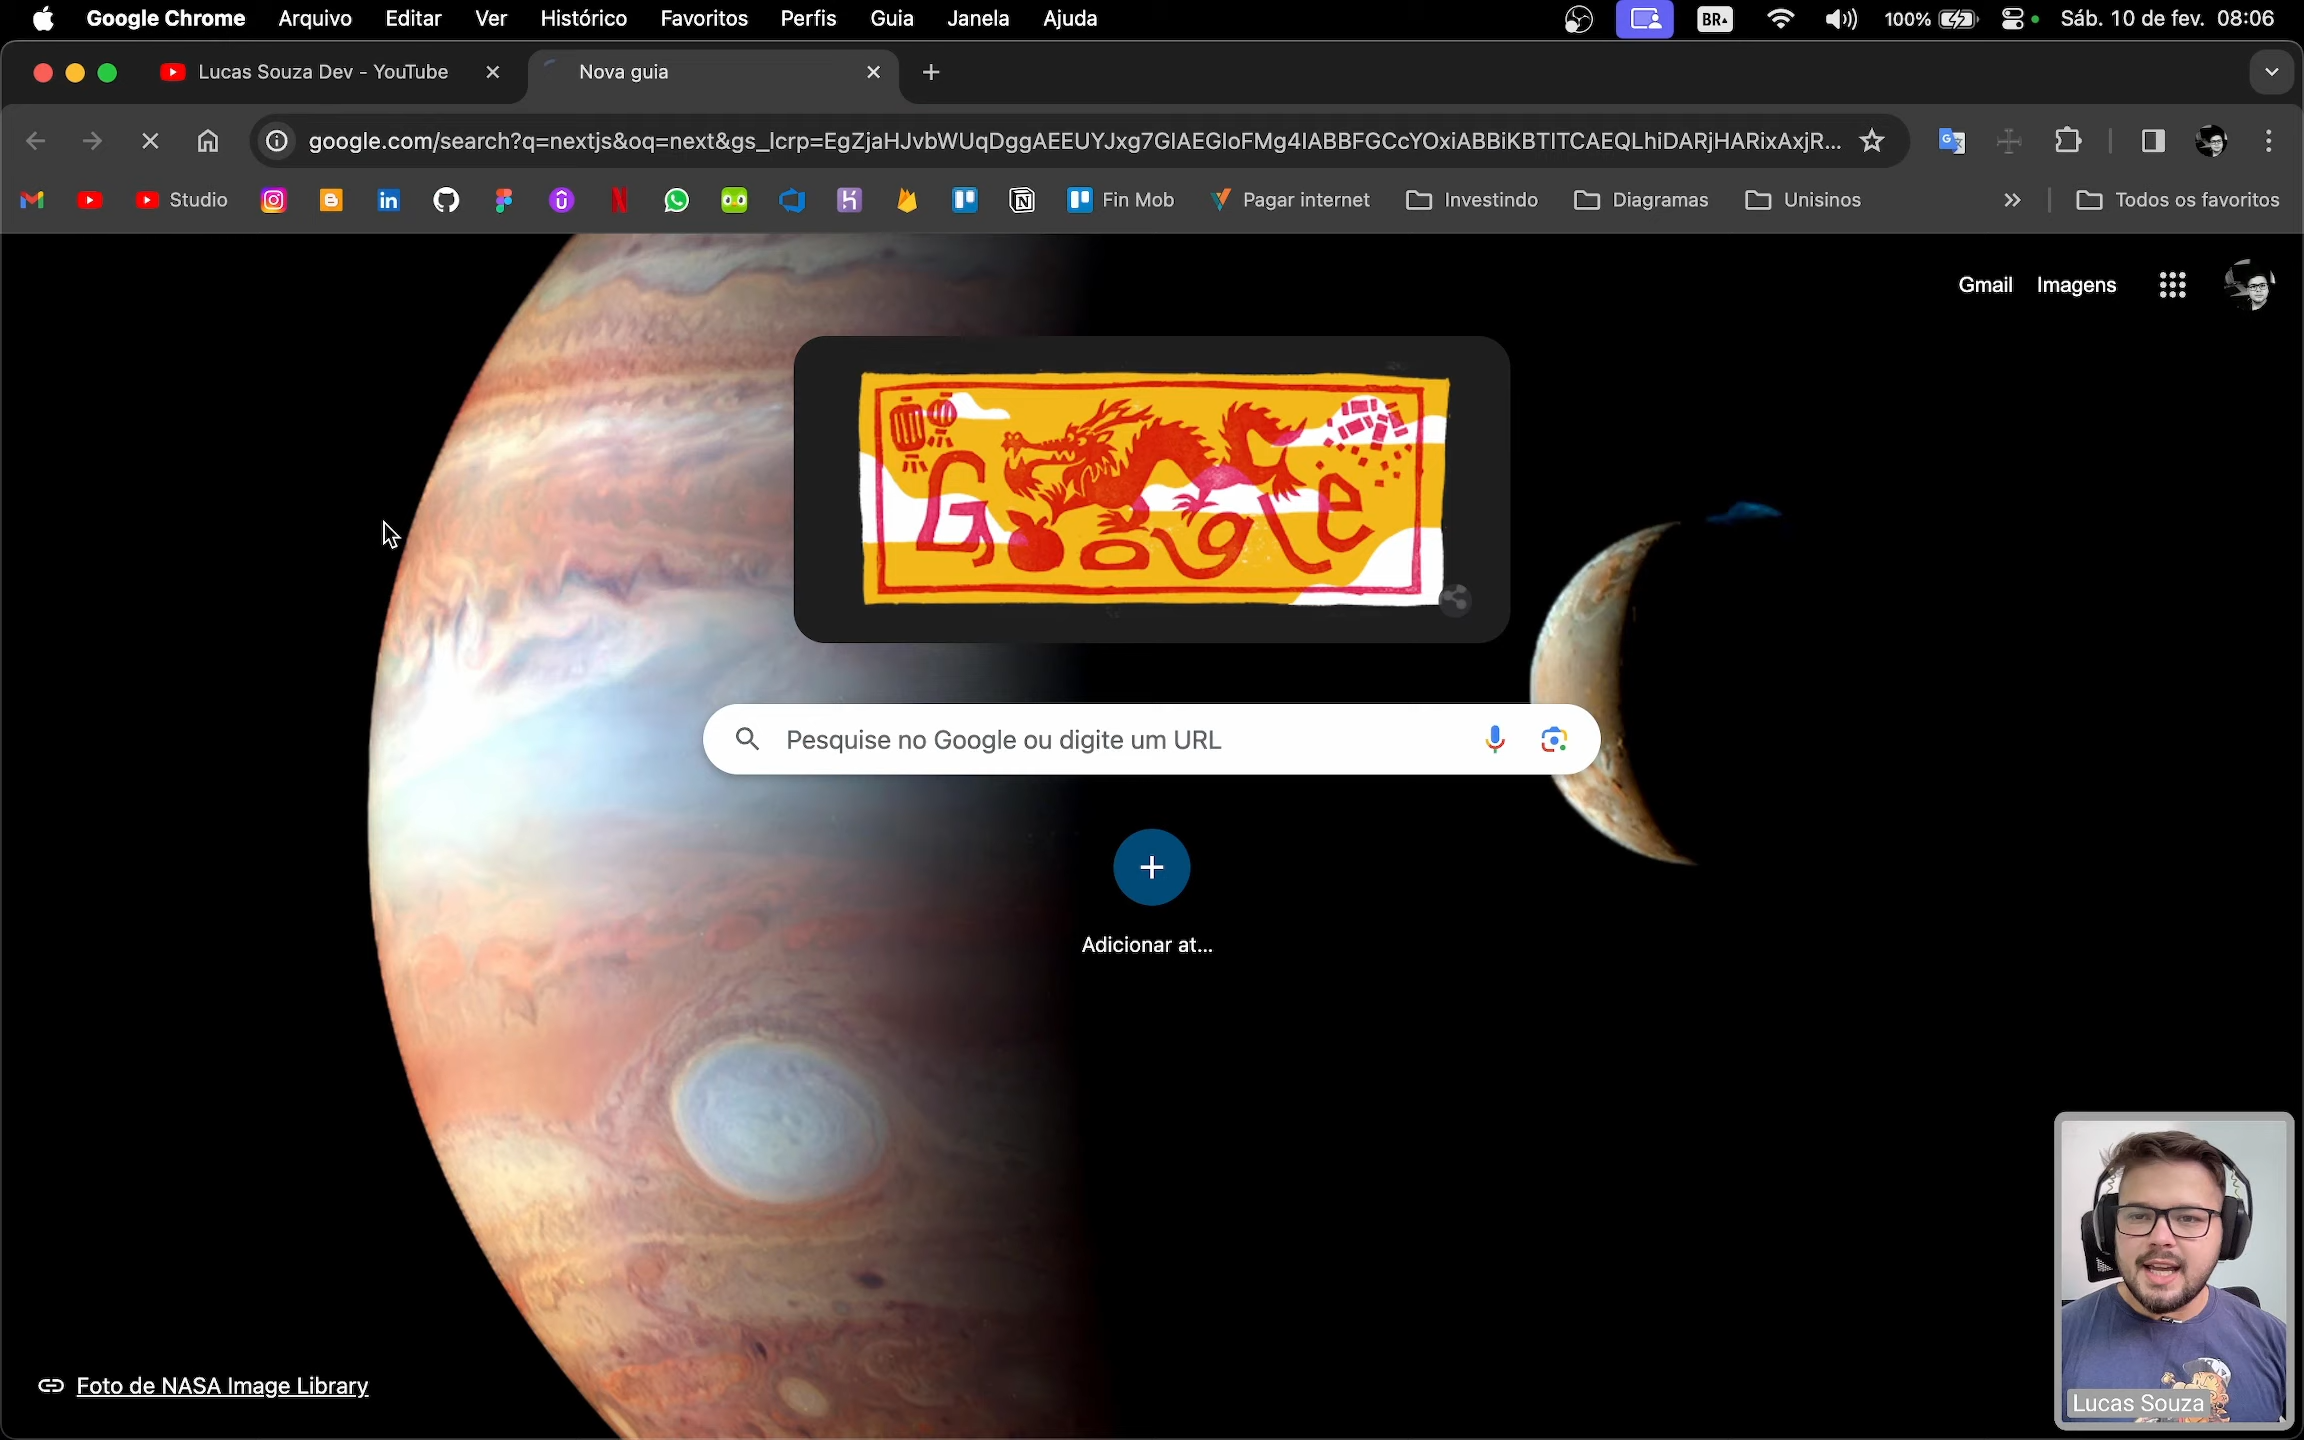 Google Chrome Arquivo Editar Ver Histórico Favoritos Perfis Guia Janela Ajuda BR 100% Sáb. 10 de fev. 08:06
Lucas Souza Dev - YouTube Nova guia
google.com/search?q=nextjs&oq=next&gs_lcrp=EgZjaHJvbWUqDggAEEUYJxg7GIAEGIoFMg4IABBFGCcYOxiABBiKBTITCAEQLhiDARjHARixAxjR...
Studio Fin Mob Pagar internet Investindo Diagramas Unisinos Todos os favoritos
Gmail Imagens
Google
Pesquise no Google ou digite um URL
Adicionar at...
Foto de NASA Image Library
Lucas Souza